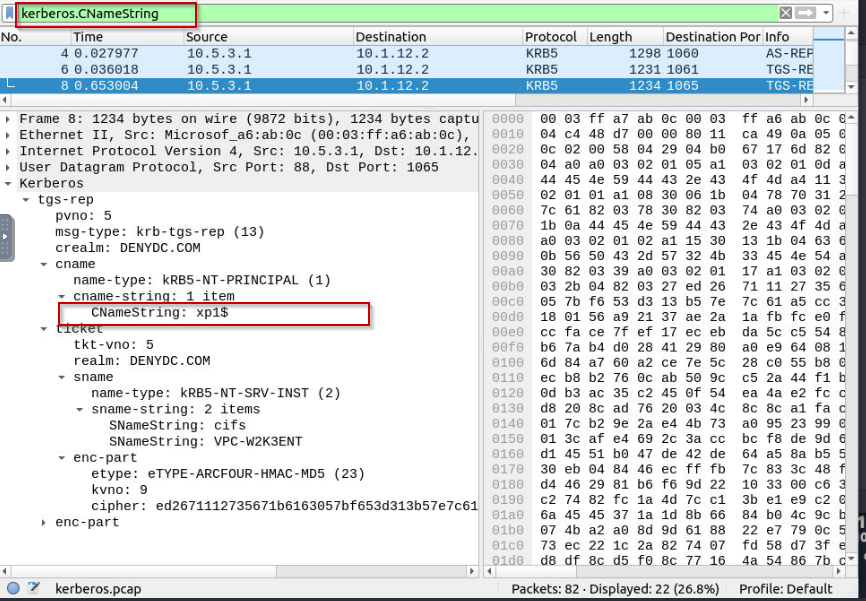 kerberos.CNameString
No. Time Source Destination Protocol Length Destination Por Info
4 0.027977 10.5.3.1 10.1.12.2 KRB5 1298 1060 AS-REP
6 0.036018 10.5.3.1 10.1.12.2 KRB5 1231 1061 TGS-RE
8 0.653004 10.5.3.1 10.1.12.2 KRB5 1234 1065 TGS-RE
Frame 8: 1234 bytes on wire (9872 bits), 1234 bytes captu
Ethernet II, Src: Microsof_a6:ab:0c (00:03:ff:a6:ab:0c),
Internet Protocol Version 4, Src: 10.5.3.1, Dst: 10.1.12.
User Datagram Protocol, Src Port: 88, Dst Port: 1065
Kerberos
tgs-rep
pvno: 5
msg-type: krb-tgs-rep (13)
crealm: DENYDC.COM
cname
name-type: kRB5-NT-PRINCIPAL (1)
cname-string: 1 item
CNameString: xp1$
ticket
tkt-vno: 5
realm: DENYDC.COM
sname
name-type: kRB5-NT-SRV-INST (2)
sname-string: 2 items
SNameString: cifs
SNameString: VPC-W2K3ENT
enc-part
etype: eTYPE-ARCFOUR-HMAC-MD5 (23)
kvno: 9
cipher: ed2671112735671b6163057bf653d313b57e7c61
enc-part
0000 00 03 ff a7 ab 0c 00 03 ff a6 ab 0c
0010 04 c4 48 d7 00 00 80 11 ca 49 0a 05 0
0020 0c 02 00 58 04 29 04 b0 67 17 6d 82 0
0030 04 a0 a0 03 02 01 05 a1 03 02 01 0d a
0040 44 45 4e 59 44 43 2e 43 4f 4d a4 11 3
0050 02 01 01 a1 08 30 06 1b 04 78 70 31 2
0060 7c 61 82 03 78 30 82 03 74 a0 03 02 0
0070 1b 0a 44 45 4e 59 44 43 2e 43 4f 4d a
0080 a0 03 02 01 02 a1 15 30 13 1b 04 63 6
0090 0b 56 50 43 2d 57 32 4b 33 45 4e 54 a
00a0 30 82 03 39 a0 03 02 01 17 a1 03 02 0
00b0 03 2b 04 82 03 27 ed 26 71 11 27 35 6
00c0 05 7b f6 53 d3 13 b5 7e 7c 61 a5 cc 3
00d0 18 01 56 a9 21 37 ae 2a 1a fb fc e0 f
00e0 cc fa ce 7f ef 17 ec eb da 5c c5 54 8
00f0 b6 7a b4 d0 28 41 29 80 a0 e9 64 08 1
0100 6d 84 a7 60 a2 ce 7e 5c 28 c0 55 b8 0
0110 ec b8 b2 76 0c ab 50 9c c5 2a 44 f1 b
0120 0d b3 ac 35 c2 45 0f 54 ea 4a e2 fc c
0130 d8 20 8c ad 76 20 03 4c 8c 8c a1 fa c
0140 01 7c b2 9e 2a e4 4b 73 a0 95 23 99 0
0150 01 3c af e4 69 2c 3a cc bc f8 de 9d 6
0160 d1 45 51 b0 47 de 42 de 64 a5 8a b5 5
0170 30 eb 04 84 46 ec ff fb 7c 83 3c 48 f
0180 d4 46 29 81 b6 f6 9d 22 10 33 00 c6 3
0190 c2 74 82 fc 1a 4d 7c c1 3b e1 e9 c2 0
01a0 6a 45 45 37 1a 1d 8b 66 84 b0 4c 9c b
01b0 07 4b a2 a0 8d 9d 61 88 22 e7 79 0c 5
01c0 73 ec 22 1c 2a 82 74 07 fd 58 d7 3f e
01d0 d8 df 8c d5 f0 8c 77 16 4a 54 86 7b c
kerberos.pcap Packets: 82 · Displayed: 22 (26.8%) Profile: Default